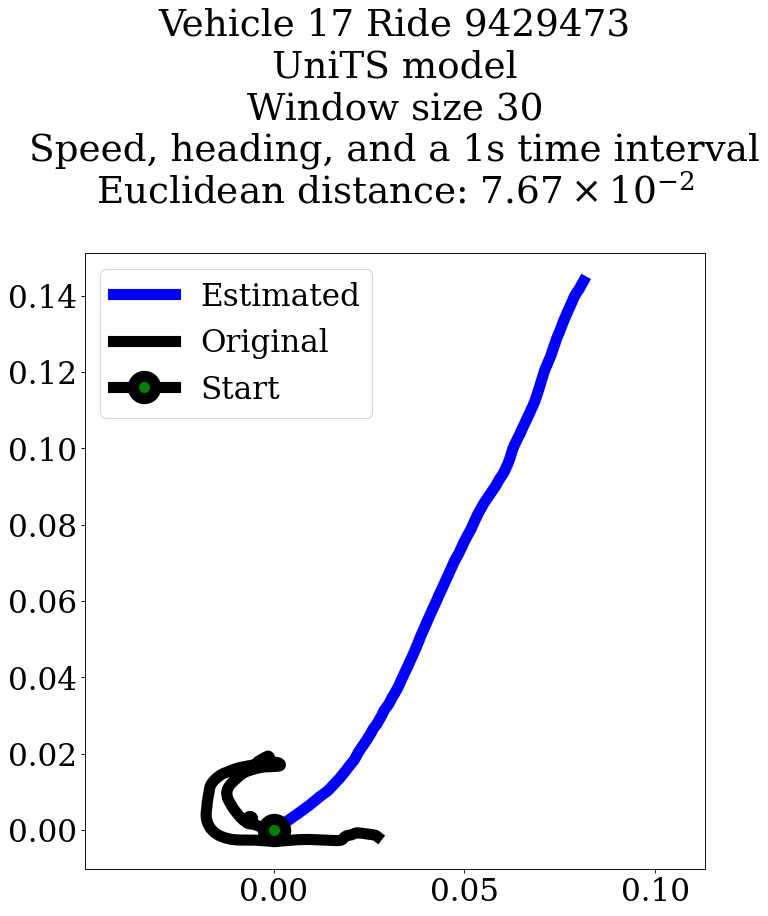 Vehicle 17 Ride 9429473
UniTS model
Window size 30
Speed, heading, and a 1s time interval
Euclidean distance: 7.67 × 10⁻²
Estimated
Original
Start
0.14
0.12
0.10
0.08
0.06
0.04
0.02
0.00
0.00 0.05 0.10